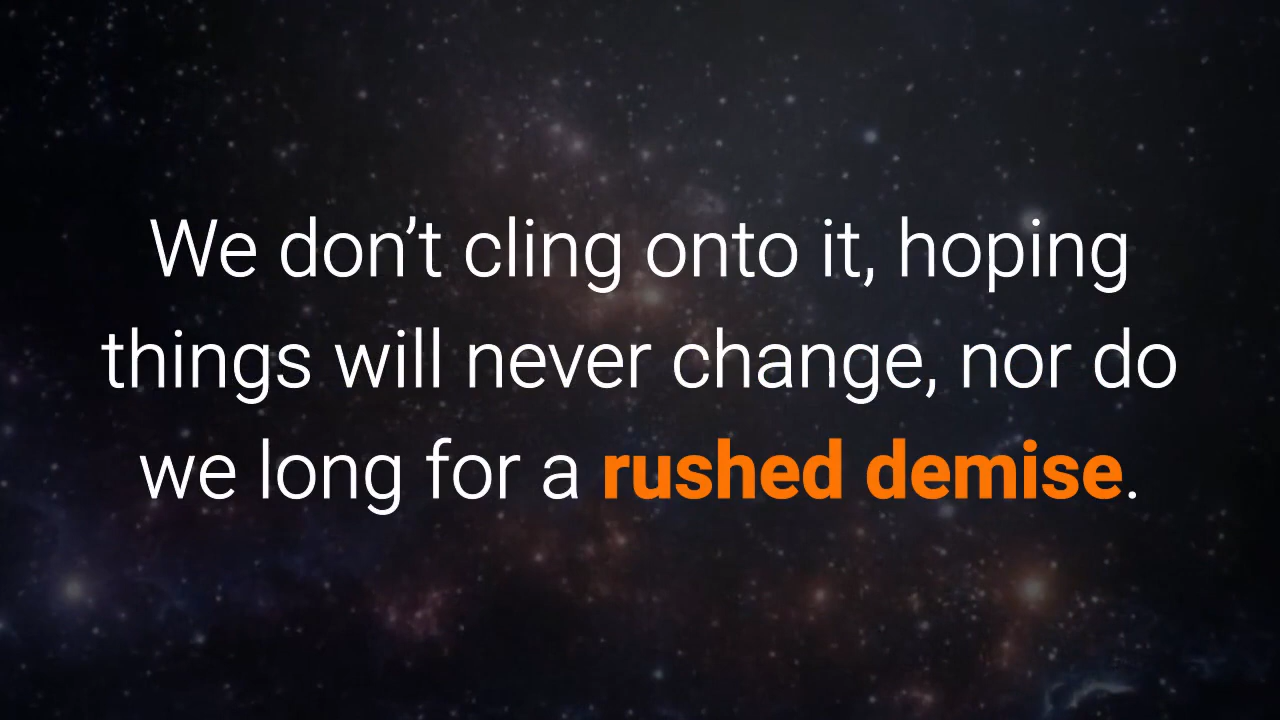 We don’t cling onto it, hoping
things will never change, nor do
we long for a rushed demise.